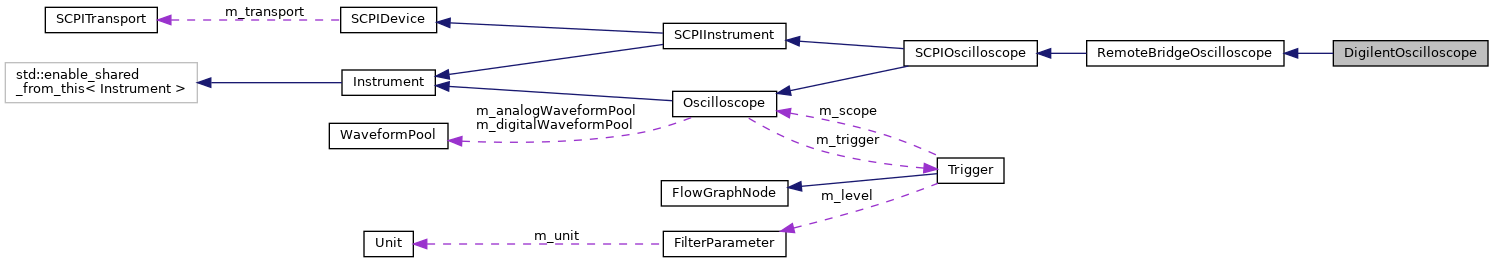 SCPITransport
m_transport
SCPIDevice
SCPIInstrument
SCPIOscilloscope
RemoteBridgeOscilloscope
DigilentOscilloscope
std::enable_shared
_from_this< Instrument >
Instrument
Oscilloscope
m_analogWaveformPool
m_digitalWaveformPool
m_scope
WaveformPool
m_trigger
Trigger
FlowGraphNode
m_level
Unit
m_unit
FilterParameter